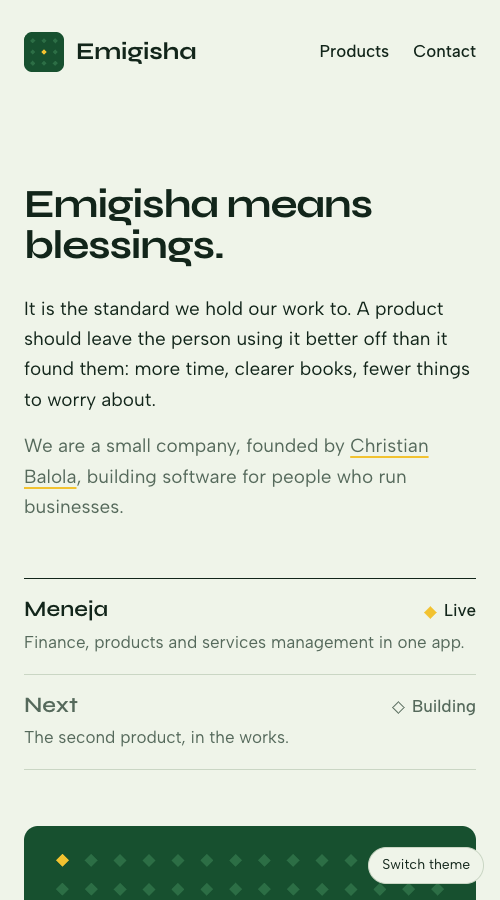 Emigisha
Products
Contact
Emigisha means
blessings.
It is the standard we hold our work to. A product
should leave the person using it better off than it
found them: more time, clearer books, fewer things
to worry about.
We are a small company, founded by Christian
Balola, building software for people who run
businesses.
Meneja
Live
Finance, products and services management in one app.
Next
Building
The second product, in the works.
Switch theme